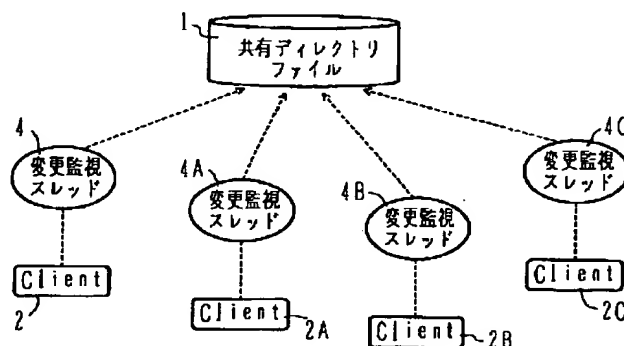 1
共有ディレクトリ
ファイル
4
変更監視
スレッド
4A
変更監視
スレッド
4B
変更監視
スレッド
4C
変更監視
スレッド
Client
2
Client
2A
Client
2B
Client
2C